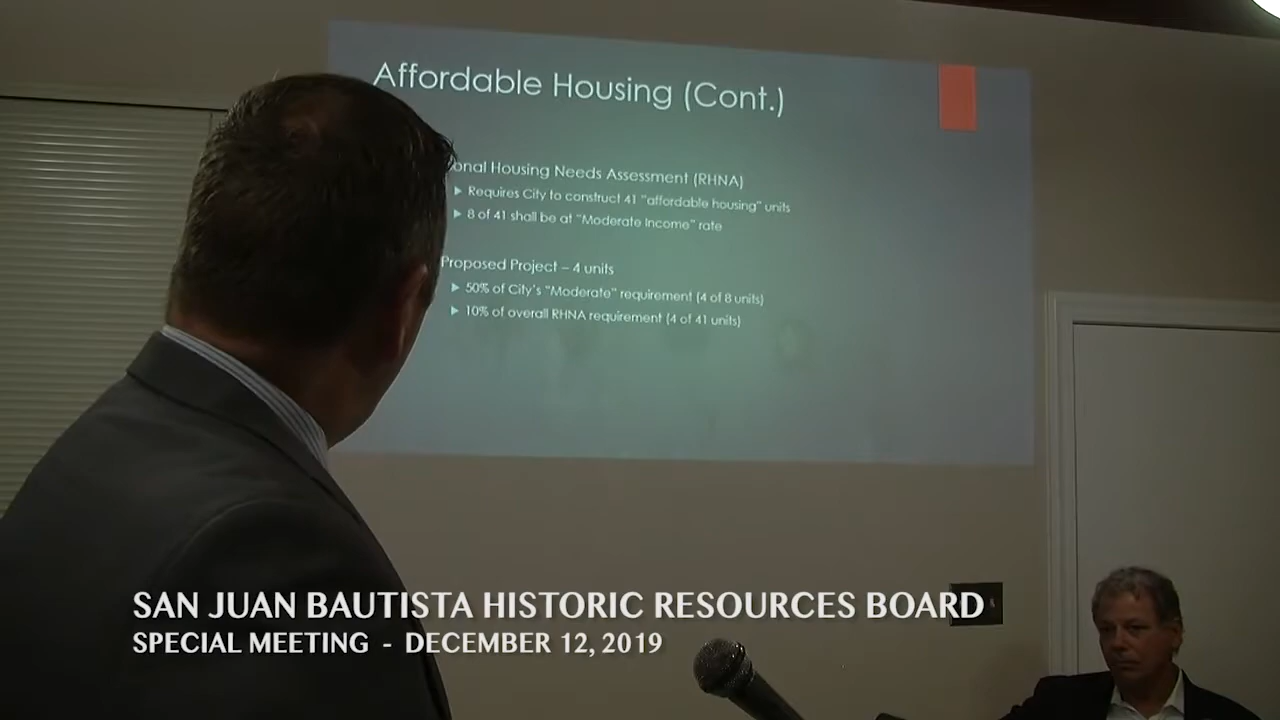 Affordable Housing (Cont.)
onal Housing Needs Assessment (RHNA)
Requires City to construct 41 "affordable housing" units
8 of 41 shall be at "Moderate Income" rate
Proposed Project – 4 units
50% of City's "Moderate" requirement (4 of 8 units)
10% of overall RHNA requirement (4 of 41 units)
SAN JUAN BAUTISTA HISTORIC RESOURCES BOARD
SPECIAL MEETING - DECEMBER 12, 2019